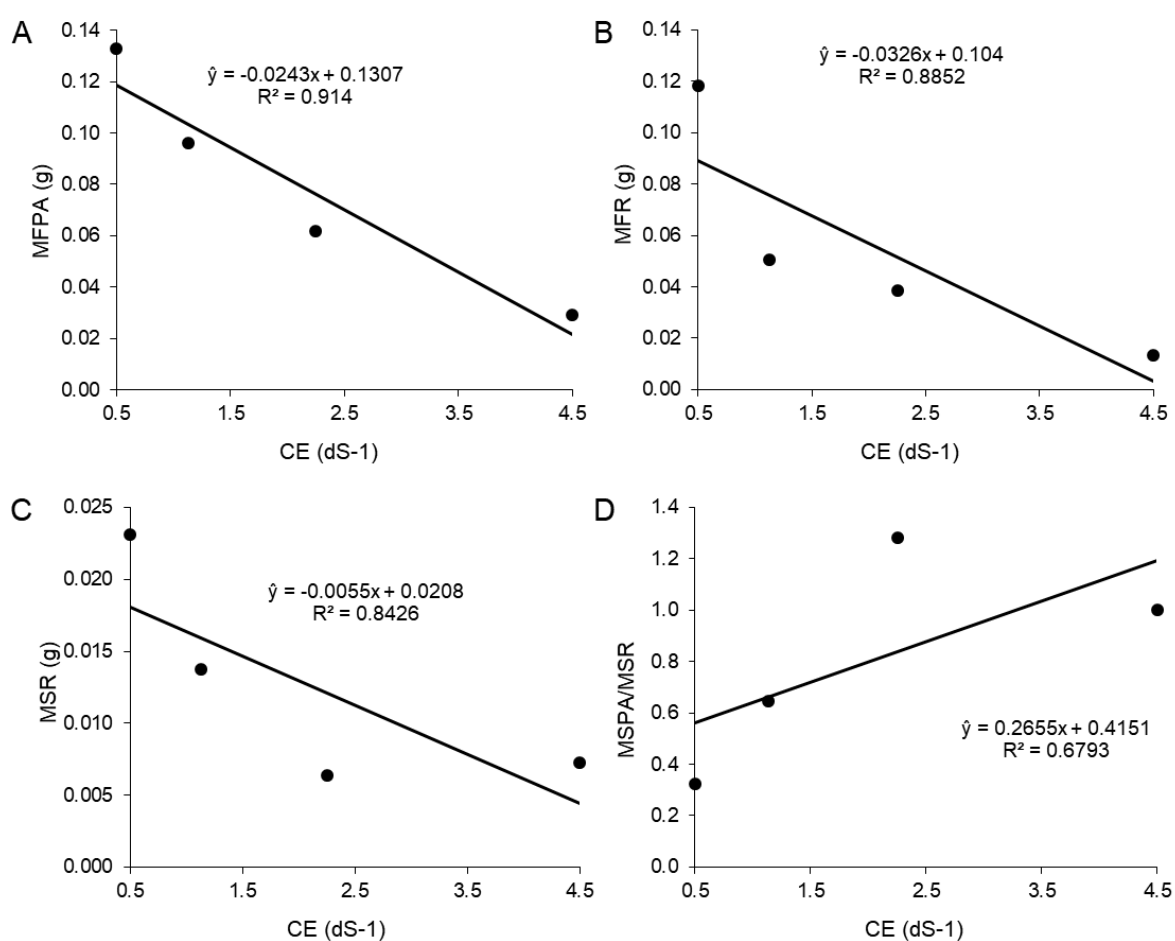 A
0.14
0.12
0.10
0.08
0.06
0.04
0.02
0.00
MFPA (g)
ŷ = -0.0243x + 0.1307
R² = 0.914
0.5 1.5 2.5 3.5 4.5
CE (dS-1)
B
0.14
0.12
0.10
0.08
0.06
0.04
0.02
0.00
MFR (g)
ŷ = -0.0326x + 0.104
R² = 0.8852
0.5 1.5 2.5 3.5 4.5
CE (dS-1)
C
0.025
0.020
0.015
0.010
0.005
0.000
MSR (g)
ŷ = -0.0055x + 0.0208
R² = 0.8426
0.5 1.5 2.5 3.5 4.5
CE (dS-1)
D
1.4
1.2
1.0
0.8
0.6
0.4
0.2
0.0
MSPA/MSR
ŷ = 0.2655x + 0.4151
R² = 0.6793
0.5 1.5 2.5 3.5 4.5
CE (dS-1)